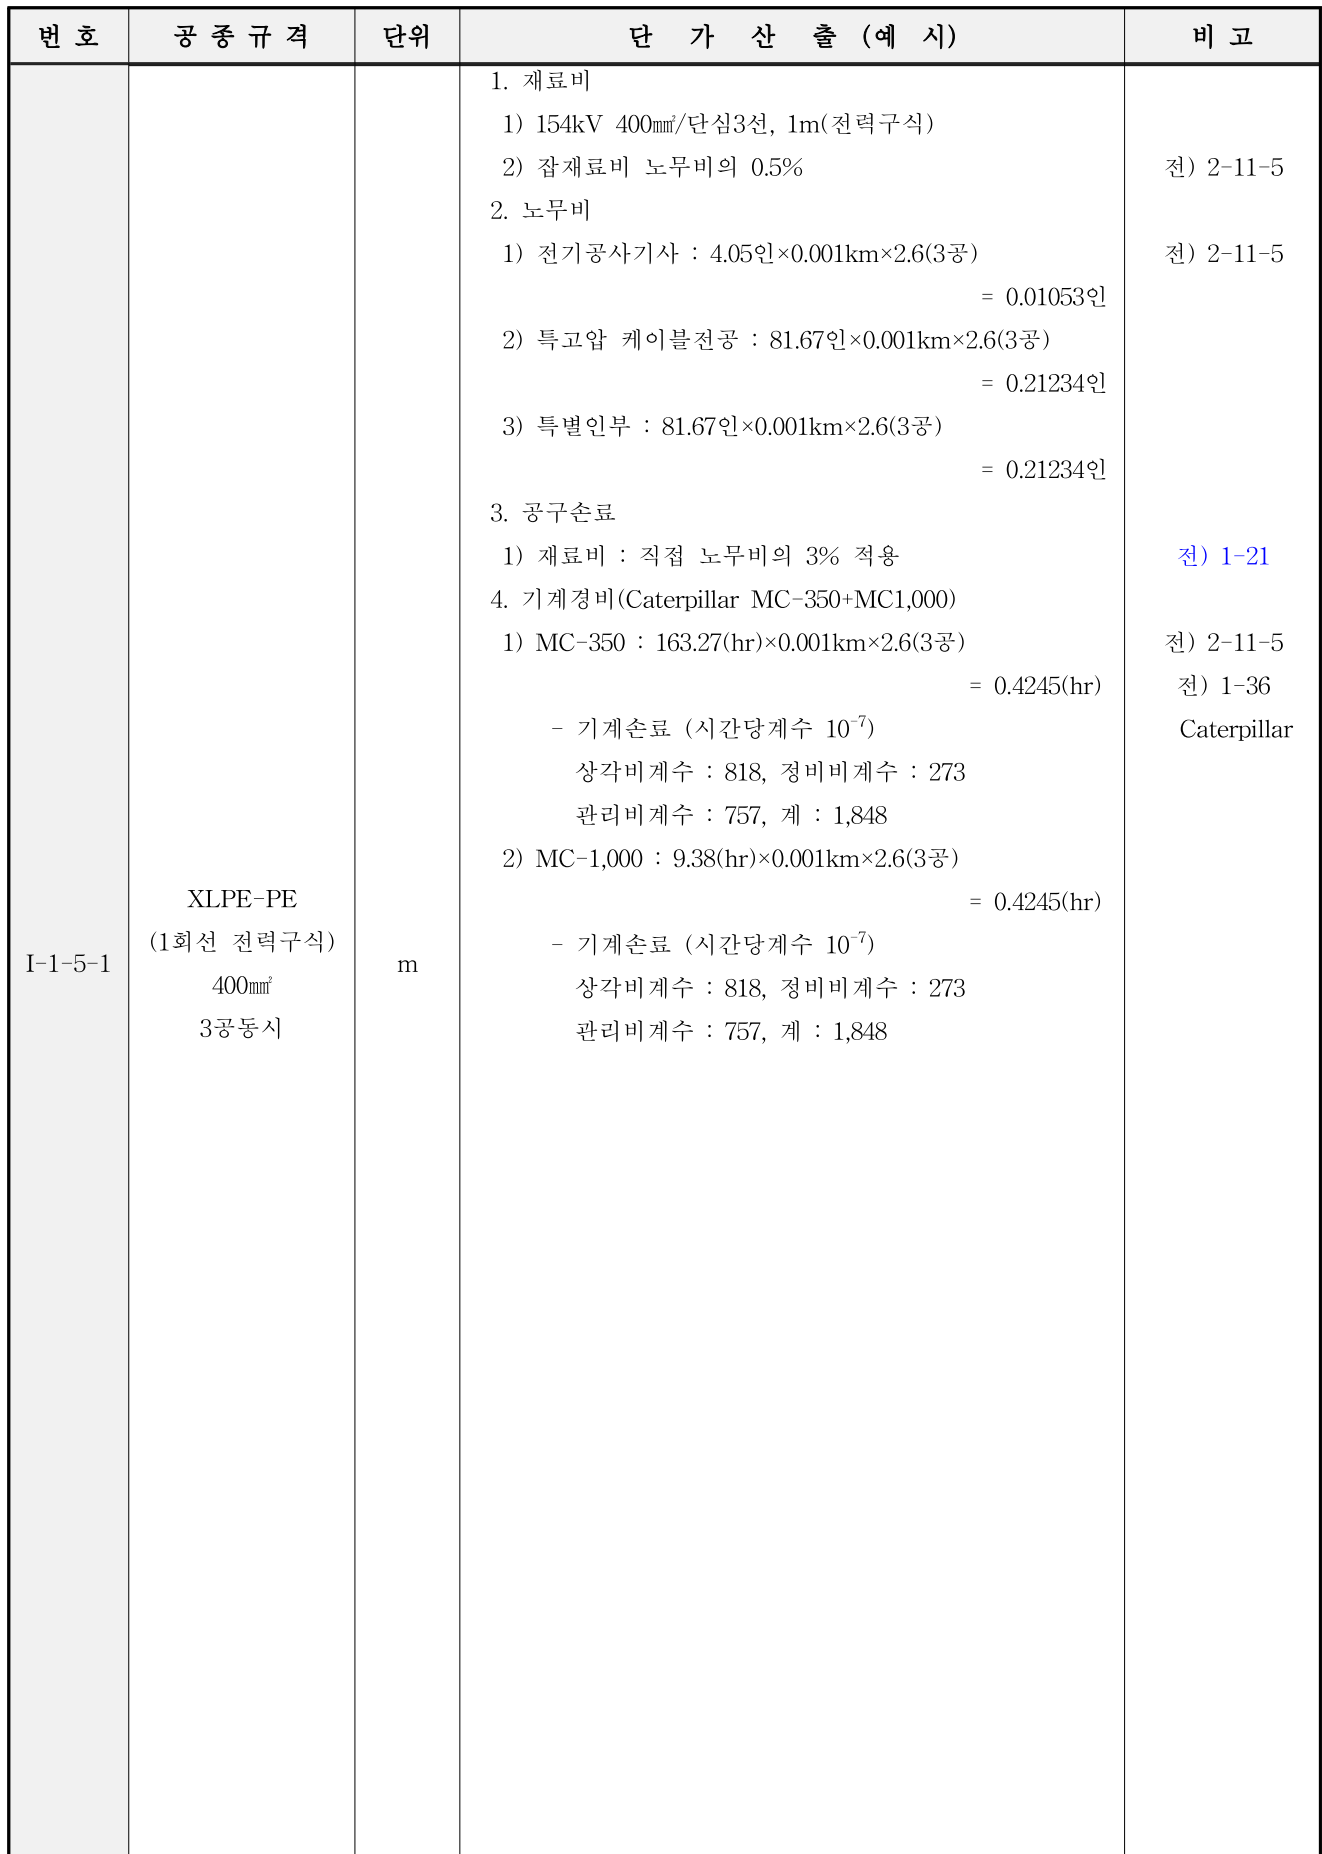 번 호 공 종 규 격 단위 단 가 산 출 (예 시) 비 고
1. 재료비
1) 154kV 400㎟/단심3선, 1m(전력구식)
2) 잡재료비 노무비의 0.5% 전) 2-11-5
2. 노무비
1) 전기공사기사 : 4.05인×0.001km×2.6(3공) 전) 2-11-5
= 0.01053인
2) 특고압 케이블전공 : 81.67인×0.001km×2.6(3공)
= 0.21234인
3) 특별인부 : 81.67인×0.001km×2.6(3공)
= 0.21234인
3. 공구손료
1) 재료비 : 직접 노무비의 3% 적용 전) 1-21
4. 기계경비(Caterpillar MC-350+MC1,000)
1) MC-350 : 163.27(hr)×0.001km×2.6(3공) 전) 2-11-5
= 0.4245(hr) 전) 1-36
- 기계손료 (시간당계수 10⁻⁷) Caterpillar
상각비계수 : 818, 정비비계수 : 273
관리비계수 : 757, 계 : 1,848
2) MC-1,000 : 9.38(hr)×0.001km×2.6(3공)
= 0.4245(hr)
- 기계손료 (시간당계수 10⁻⁷)
상각비계수 : 818, 정비비계수 : 273
관리비계수 : 757, 계 : 1,848
I-1-5-1
XLPE-PE
(1회선 전력구식)
400㎟
3공동시
m